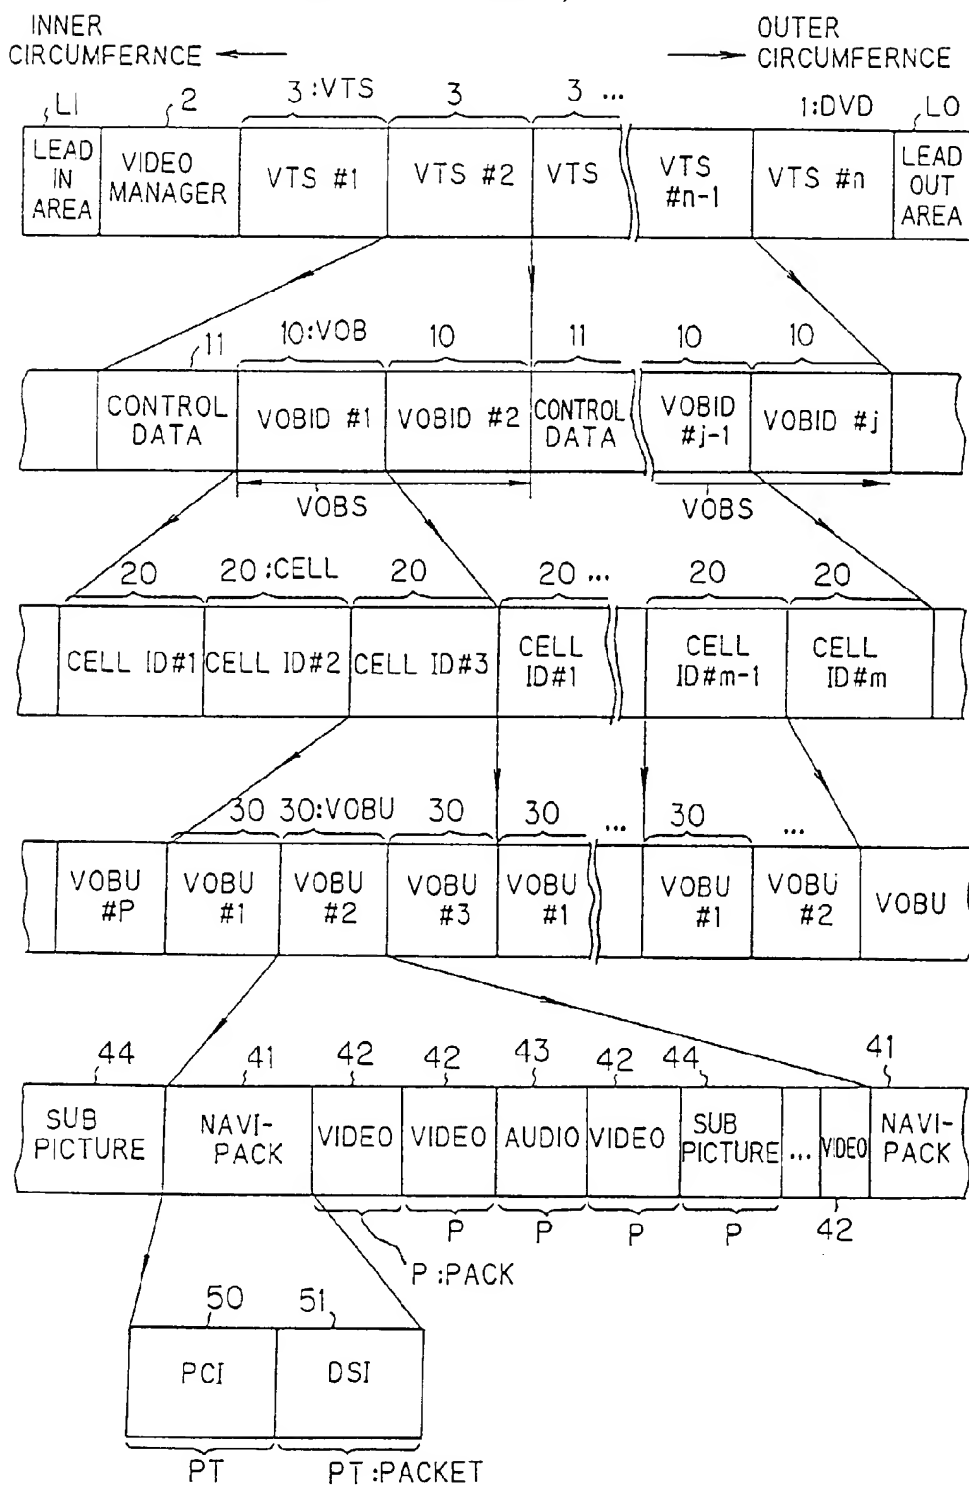 INNER
CIRCUMFERNCE
OUTER
CIRCUMFERNCE
LI
2
3:VTS
3
3 ...
1:DVD
LO
LEAD
IN
AREA
VIDEO
MANAGER
VTS #1
VTS #2
VTS
VTS
#n-1
VTS #n
LEAD
OUT
AREA
11
10:VOB
10
11
10
10
CONTROL
DATA
VOBID #1
VOBID #2
CONTROL
DATA
VOBID
#j-1
VOBID #j
VOBS
VOBS
20
20:CELL
20
20 ...
20
20
CELL ID#1
CELL ID#2
CELL ID#3
CELL
ID#1
CELL
ID#m-1
CELL
ID#m
30
30:VOBU
30
30
...
30
...
VOBU
#P
VOBU
#1
VOBU
#2
VOBU
#3
VOBU
#1
VOBU
#1
VOBU
#2
VOBU
44
41
42
42
43
42
44
41
SUB
PICTURE
NAVI-
PACK
VIDEO
VIDEO
AUDIO
VIDEO
SUB
PICTURE
...
VIDEO
NAVI-
PACK
P
P
P
P
42
P:PACK
50
51
PCI
DSI
PT
PT:PACKET